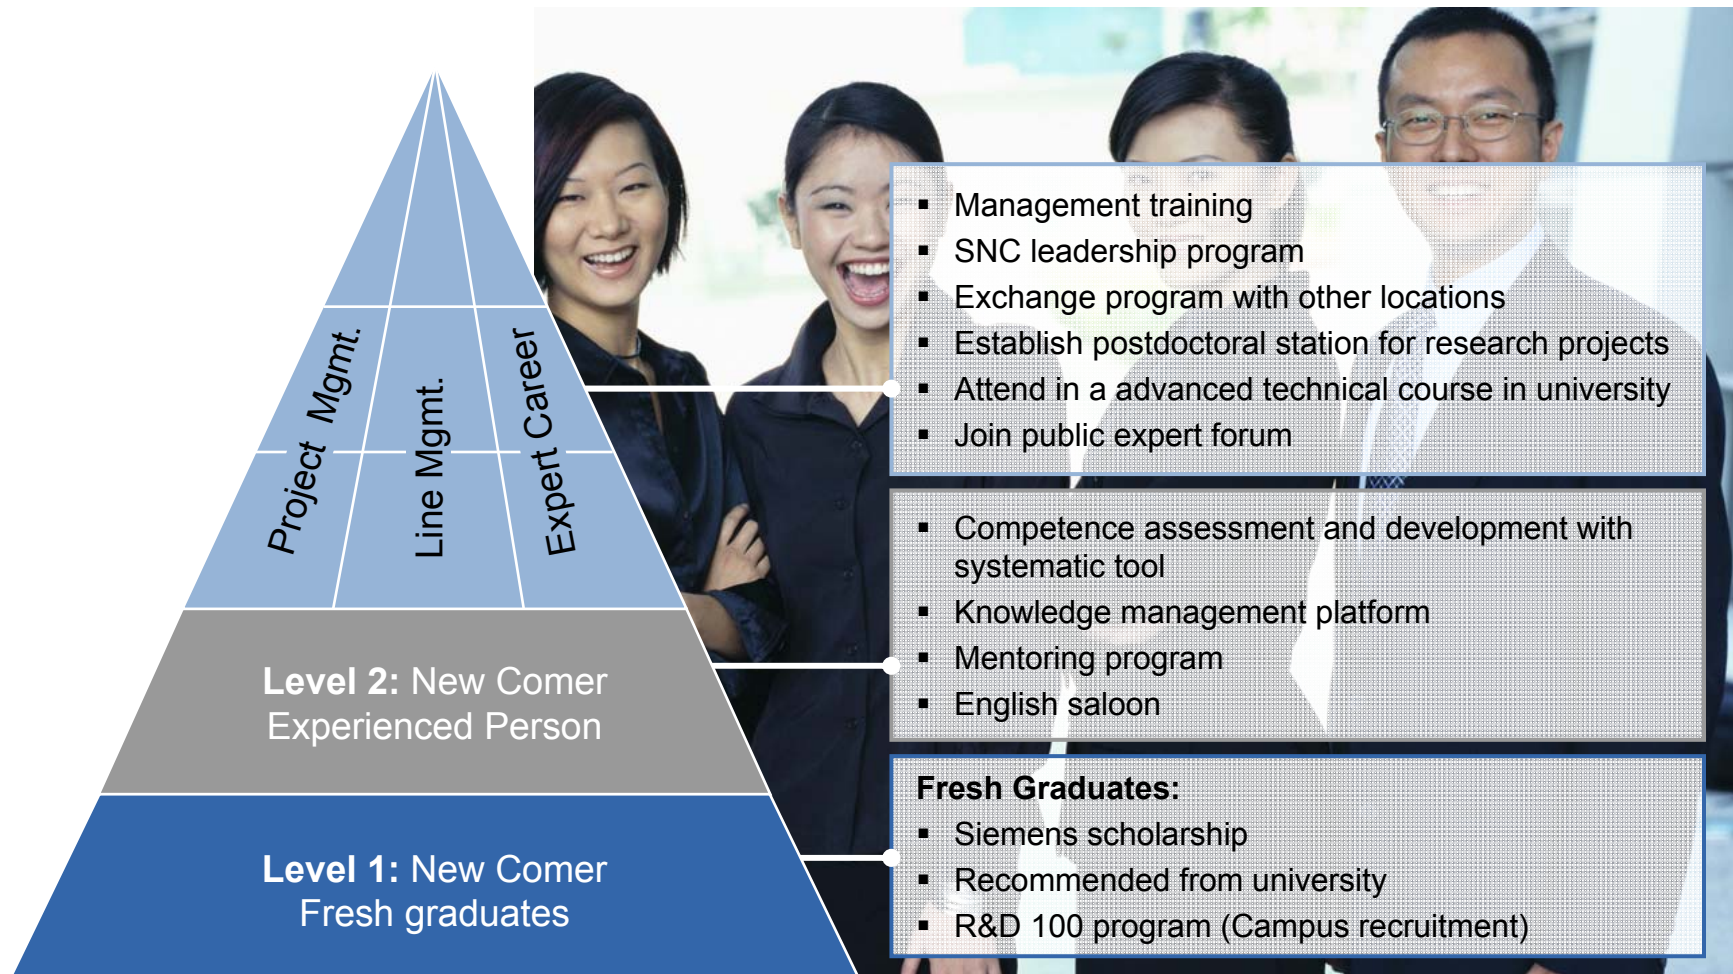 Project Mgmt.
Line Mgmt.
Expert Career
▪ Management training
▪ SNC leadership program
▪ Exchange program with other locations
▪ Establish postdoctoral station for research projects
▪ Attend in a advanced technical course in university
▪ Join public expert forum
Level 2: New Comer
Experienced Person
▪ Competence assessment and development with
systematic tool
▪ Knowledge management platform
▪ Mentoring program
▪ English saloon
Level 1: New Comer
Fresh graduates
Fresh Graduates:
▪ Siemens scholarship
▪ Recommended from university
▪ R&D 100 program (Campus recruitment)